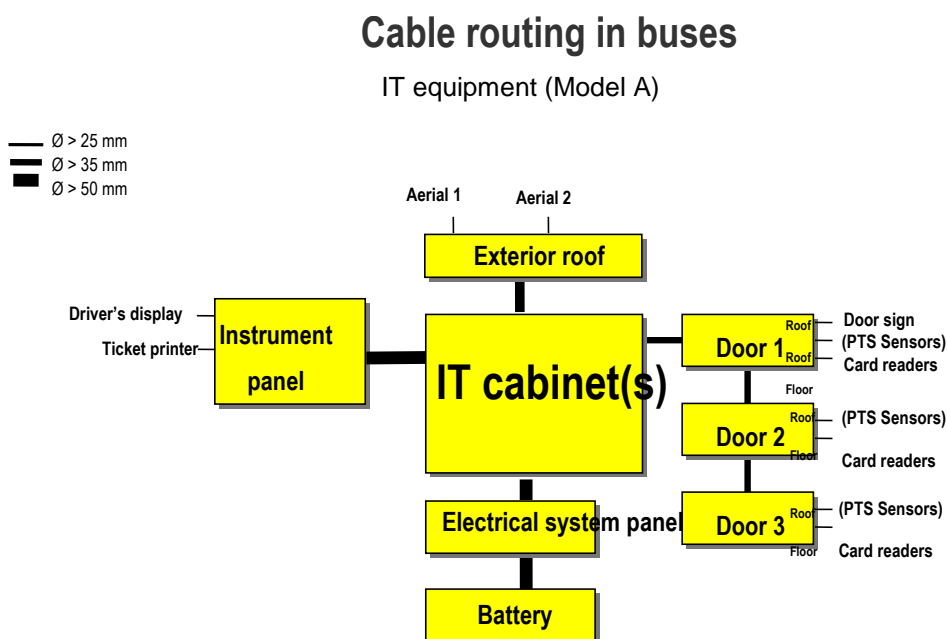 Cable routing in buses
IT equipment (Model A)
Ø > 25 mm
Ø > 35 mm
Ø > 50 mm
Aerial 1
Aerial 2
Exterior roof
Driver's display
Ticket printer
Instrument
panel
IT cabinet(s)
Door 1
Roof
Roof
Floor
Door sign
(PTS Sensors)
Card readers
Door 2
Roof
Floor
(PTS Sensors)
Card readers
Door 3
Roof
Floor
(PTS Sensors)
Card readers
Electrical system panel
Battery